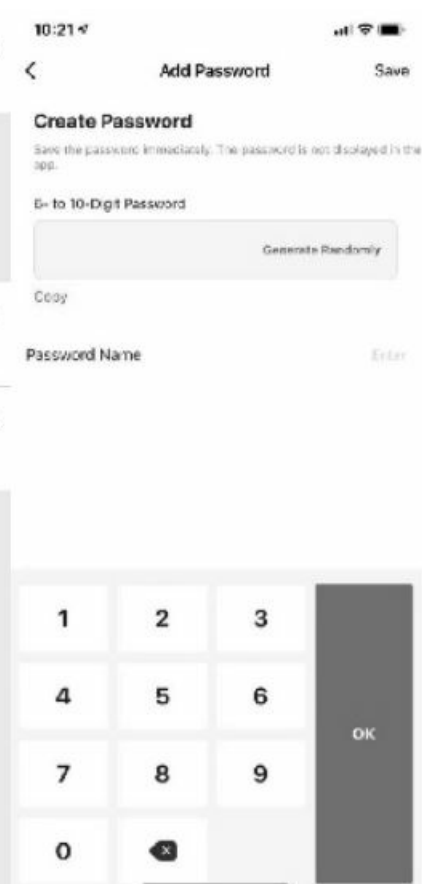 10:21
Add Password Save
Create Password
Save the password immediately. The password is not displayed in the
app.
6- to 10-Digit Password
Generate Randomly
Copy
Password Name Enter
1 2 3
4 5 6
OK
7 8 9
0